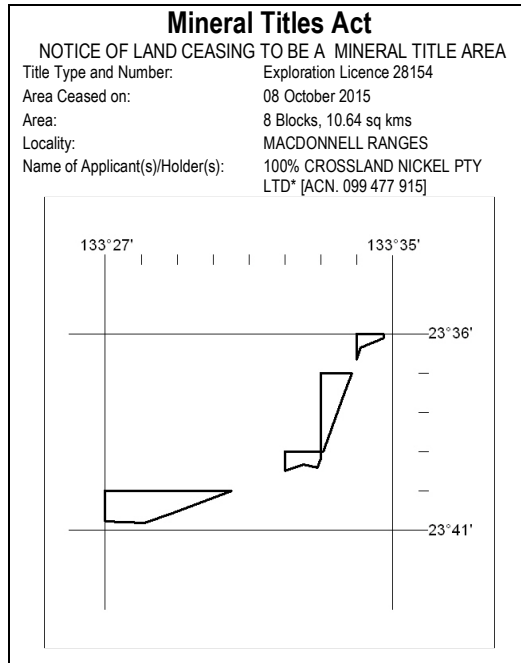 Mineral Titles Act
NOTICE OF LAND CEASING TO BE A MINERAL TITLE AREA
Title Type and Number: Exploration Licence 28154
Area Ceased on: 08 October 2015
Area: 8 Blocks, 10.64 sq kms
Locality: MACDONNELL RANGES
Name of Applicant(s)/Holder(s): 100% CROSSLAND NICKEL PTY
LTD* [ACN. 099 477 915]
133°27' 133°35'
23°36'
23°41'